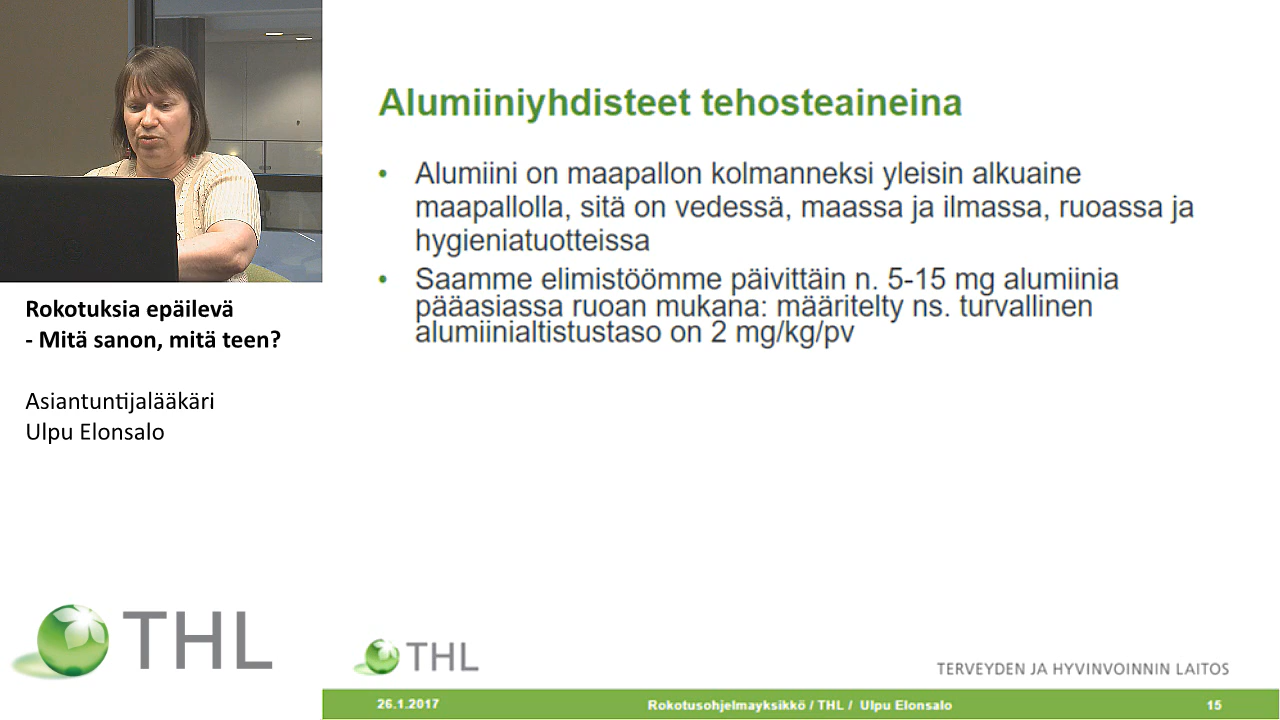 Alumiiniyhdisteet tehosteaineina
• Alumiini on maapallon kolmanneksi yleisin alkuaine
maapallolla, sitä on vedessä, maassa ja ilmassa, ruoassa ja
hygieniatuotteissa
• Saamme elimistöömme päivittäin n. 5-15 mg alumiinia
pääasiassa ruoan mukana: määritelty ns. turvallinen
alumiinialtistustaso on 2 mg/kg/pv
Rokotuksia epäilevä
- Mitä sanon, mitä teen?
Asiantuntijalääkäri
Ulpu Elonsalo
THL
THL
TERVEYDEN JA HYVINVOINNIN LAITOS
26.1.2017
Rokotusohjelmayksikkö / THL / Ulpu Elonsalo
15